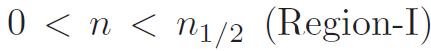 0 < n < n_{1/2} (Region-I)